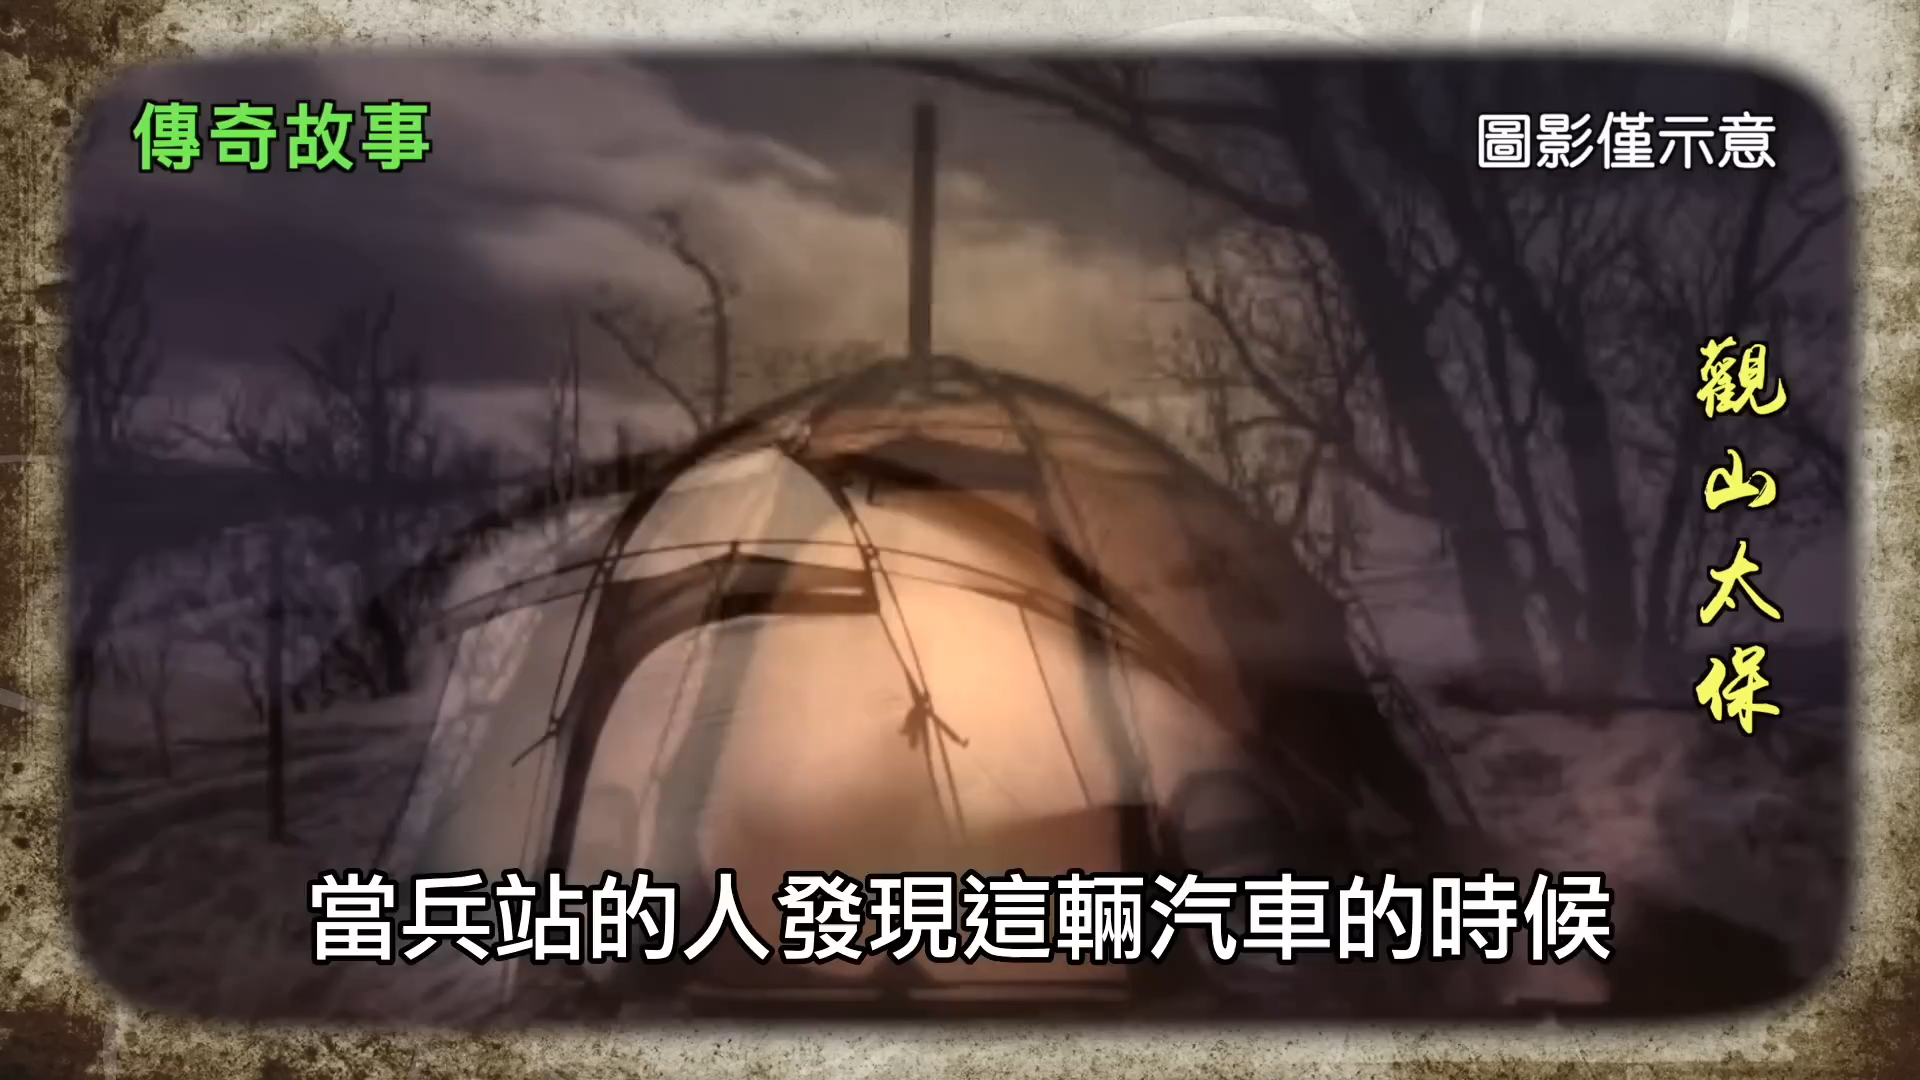 傳奇故事
圖影僅示意
觀山太保
當兵站的人發現這輛汽車的時候